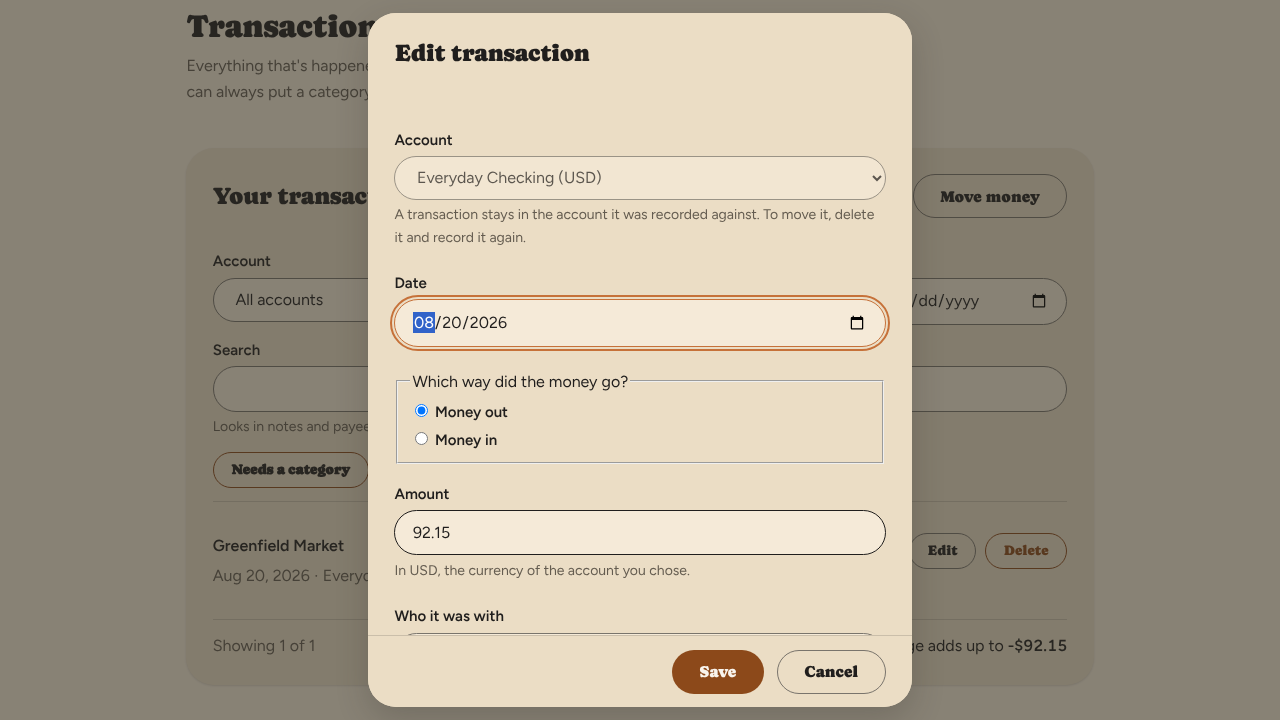 Transaction
Everything that's happene
can always put a category
Your transac
Move money
Account
All accounts
/dd/yyyy
Search
Looks in notes and payee
Needs a category
Greenfield Market
Aug 20, 2026 · Everyd
Edit
Delete
Showing 1 of 1
ge adds up to -$92.15
Edit transaction
Account
Everyday Checking (USD)
A transaction stays in the account it was recorded against. To move it, delete
it and record it again.
Date
08/20/2026
Which way did the money go?
Money out
Money in
Amount
92.15
In USD, the currency of the account you chose.
Who it was with
Save
Cancel